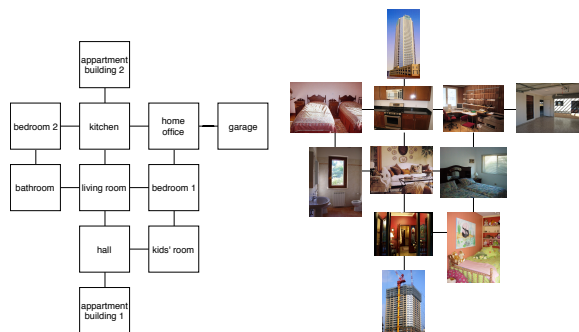 appartment
building 2
bedroom 2
kitchen
home
office
garage
bathroom
living room
bedroom 1
hall
kids' room
appartment
building 1